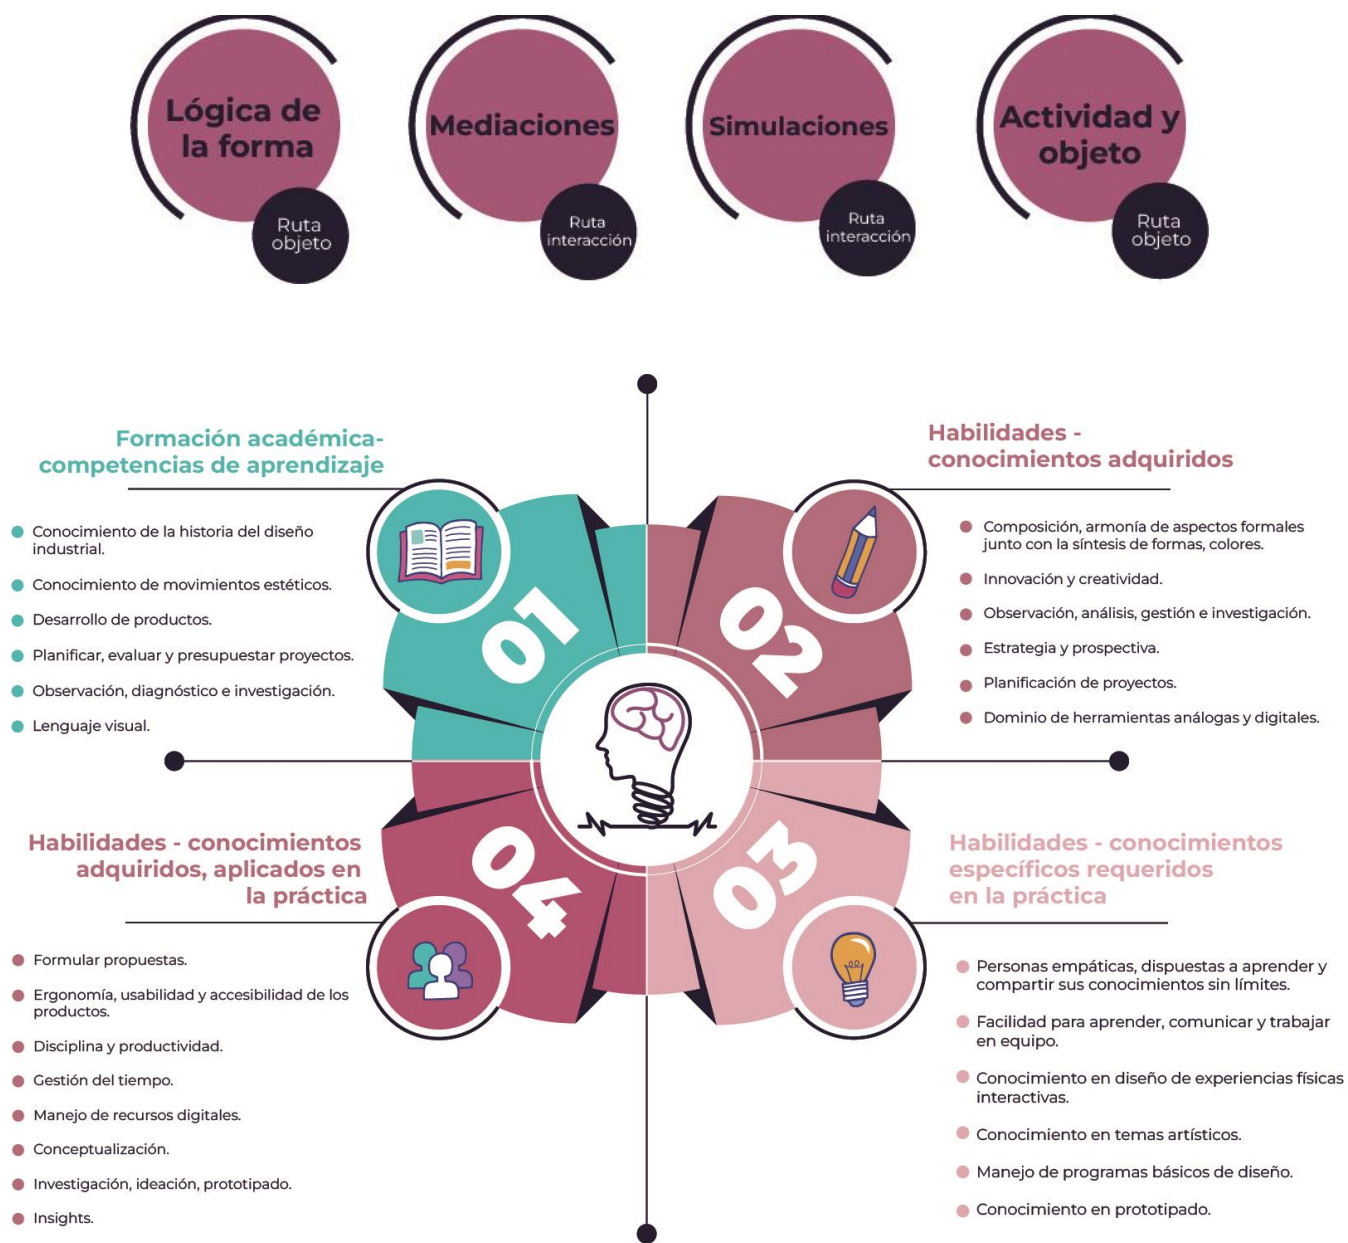 Lógica de
la forma
Ruta
objeto
Mediaciones
Ruta
interacción
Simulaciones
Ruta
interacción
Actividad y
objeto
Ruta
objeto
Formación académica-
competencias de aprendizaje
Conocimiento de la historia del diseño
industrial.
Conocimiento de movimientos estéticos.
Desarrollo de productos.
Planificar, evaluar y presupuestar proyectos.
Observación, diagnóstico e investigación.
Lenguaje visual.
01
Habilidades -
conocimientos adquiridos
Composición, armonía de aspectos formales
junto con la síntesis de formas, colores.
Innovación y creatividad.
Observación, análisis, gestión e investigación.
Estrategia y prospectiva.
Planificación de proyectos.
Dominio de herramientas análogas y digitales.
02
Habilidades - conocimientos
específicos requeridos
en la práctica
Personas empáticas, dispuestas a aprender y
compartir sus conocimientos sin límites.
Facilidad para aprender, comunicar y trabajar
en equipo.
Conocimiento en diseño de experiencias físicas
interactivas.
Conocimiento en temas artísticos.
Manejo de programas básicos de diseño.
Conocimiento en prototipado.
03
Habilidades - conocimientos
adquiridos, aplicados en
la práctica
Formular propuestas.
Ergonomía, usabilidad y accesibilidad de los
productos.
Disciplina y productividad.
Gestión del tiempo.
Manejo de recursos digitales.
Conceptualización.
Investigación, ideación, prototipado.
Insights.
04